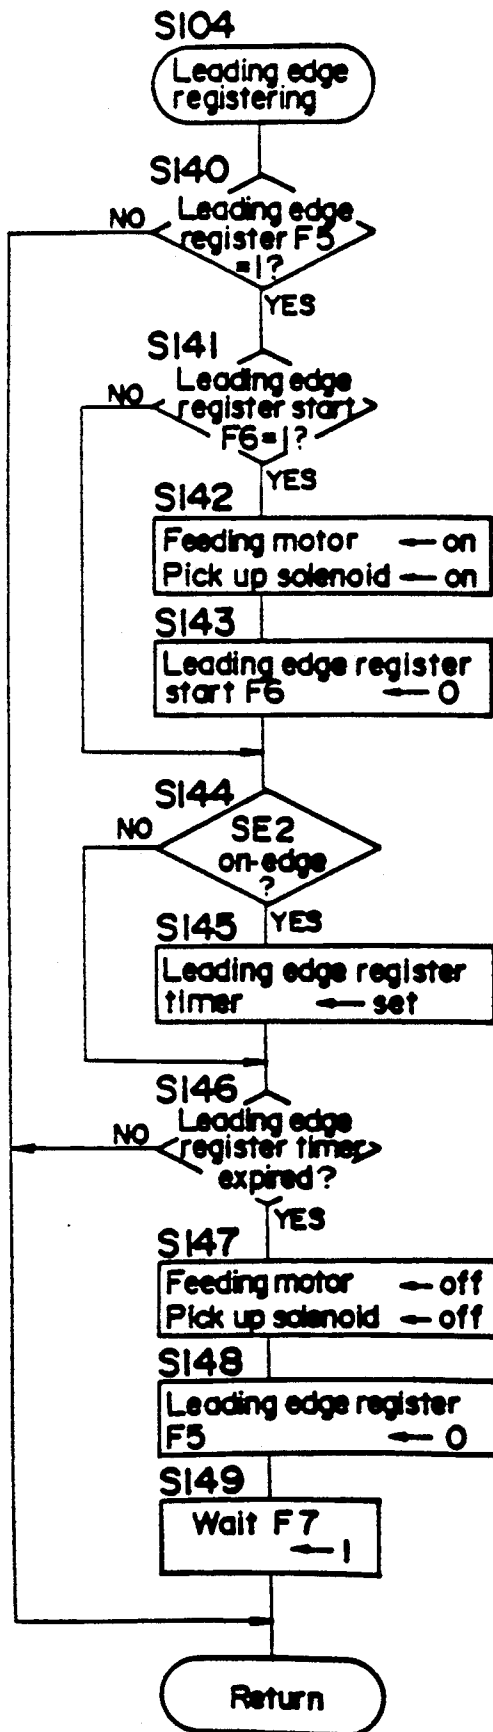 S104
Leading edge
registering
S140
NO
Leading edge
register F5
=1?
YES
S141
NO
Leading edge
register start
F6=1?
YES
S142
Feeding motor ← on
Pick up solenoid ← on
S143
Leading edge register
start F6 ← 0
S144
NO
SE2
on-edge
?
YES
S145
Leading edge register
timer ← set
S146
NO
Leading edge
register timer
expired?
YES
S147
Feeding motor ← off
Pick up solenoid ← off
S148
Leading edge register
F5 ← 0
S149
Wait F7
← 1
Return